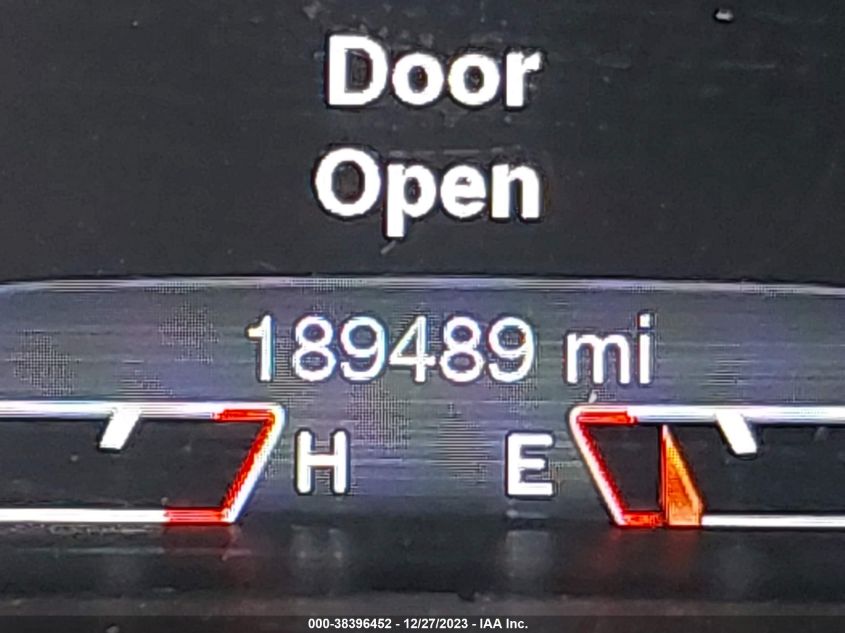 Door
Open
189489 mi
H E
000-38396452 - 12/27/2023 - IAA Inc.